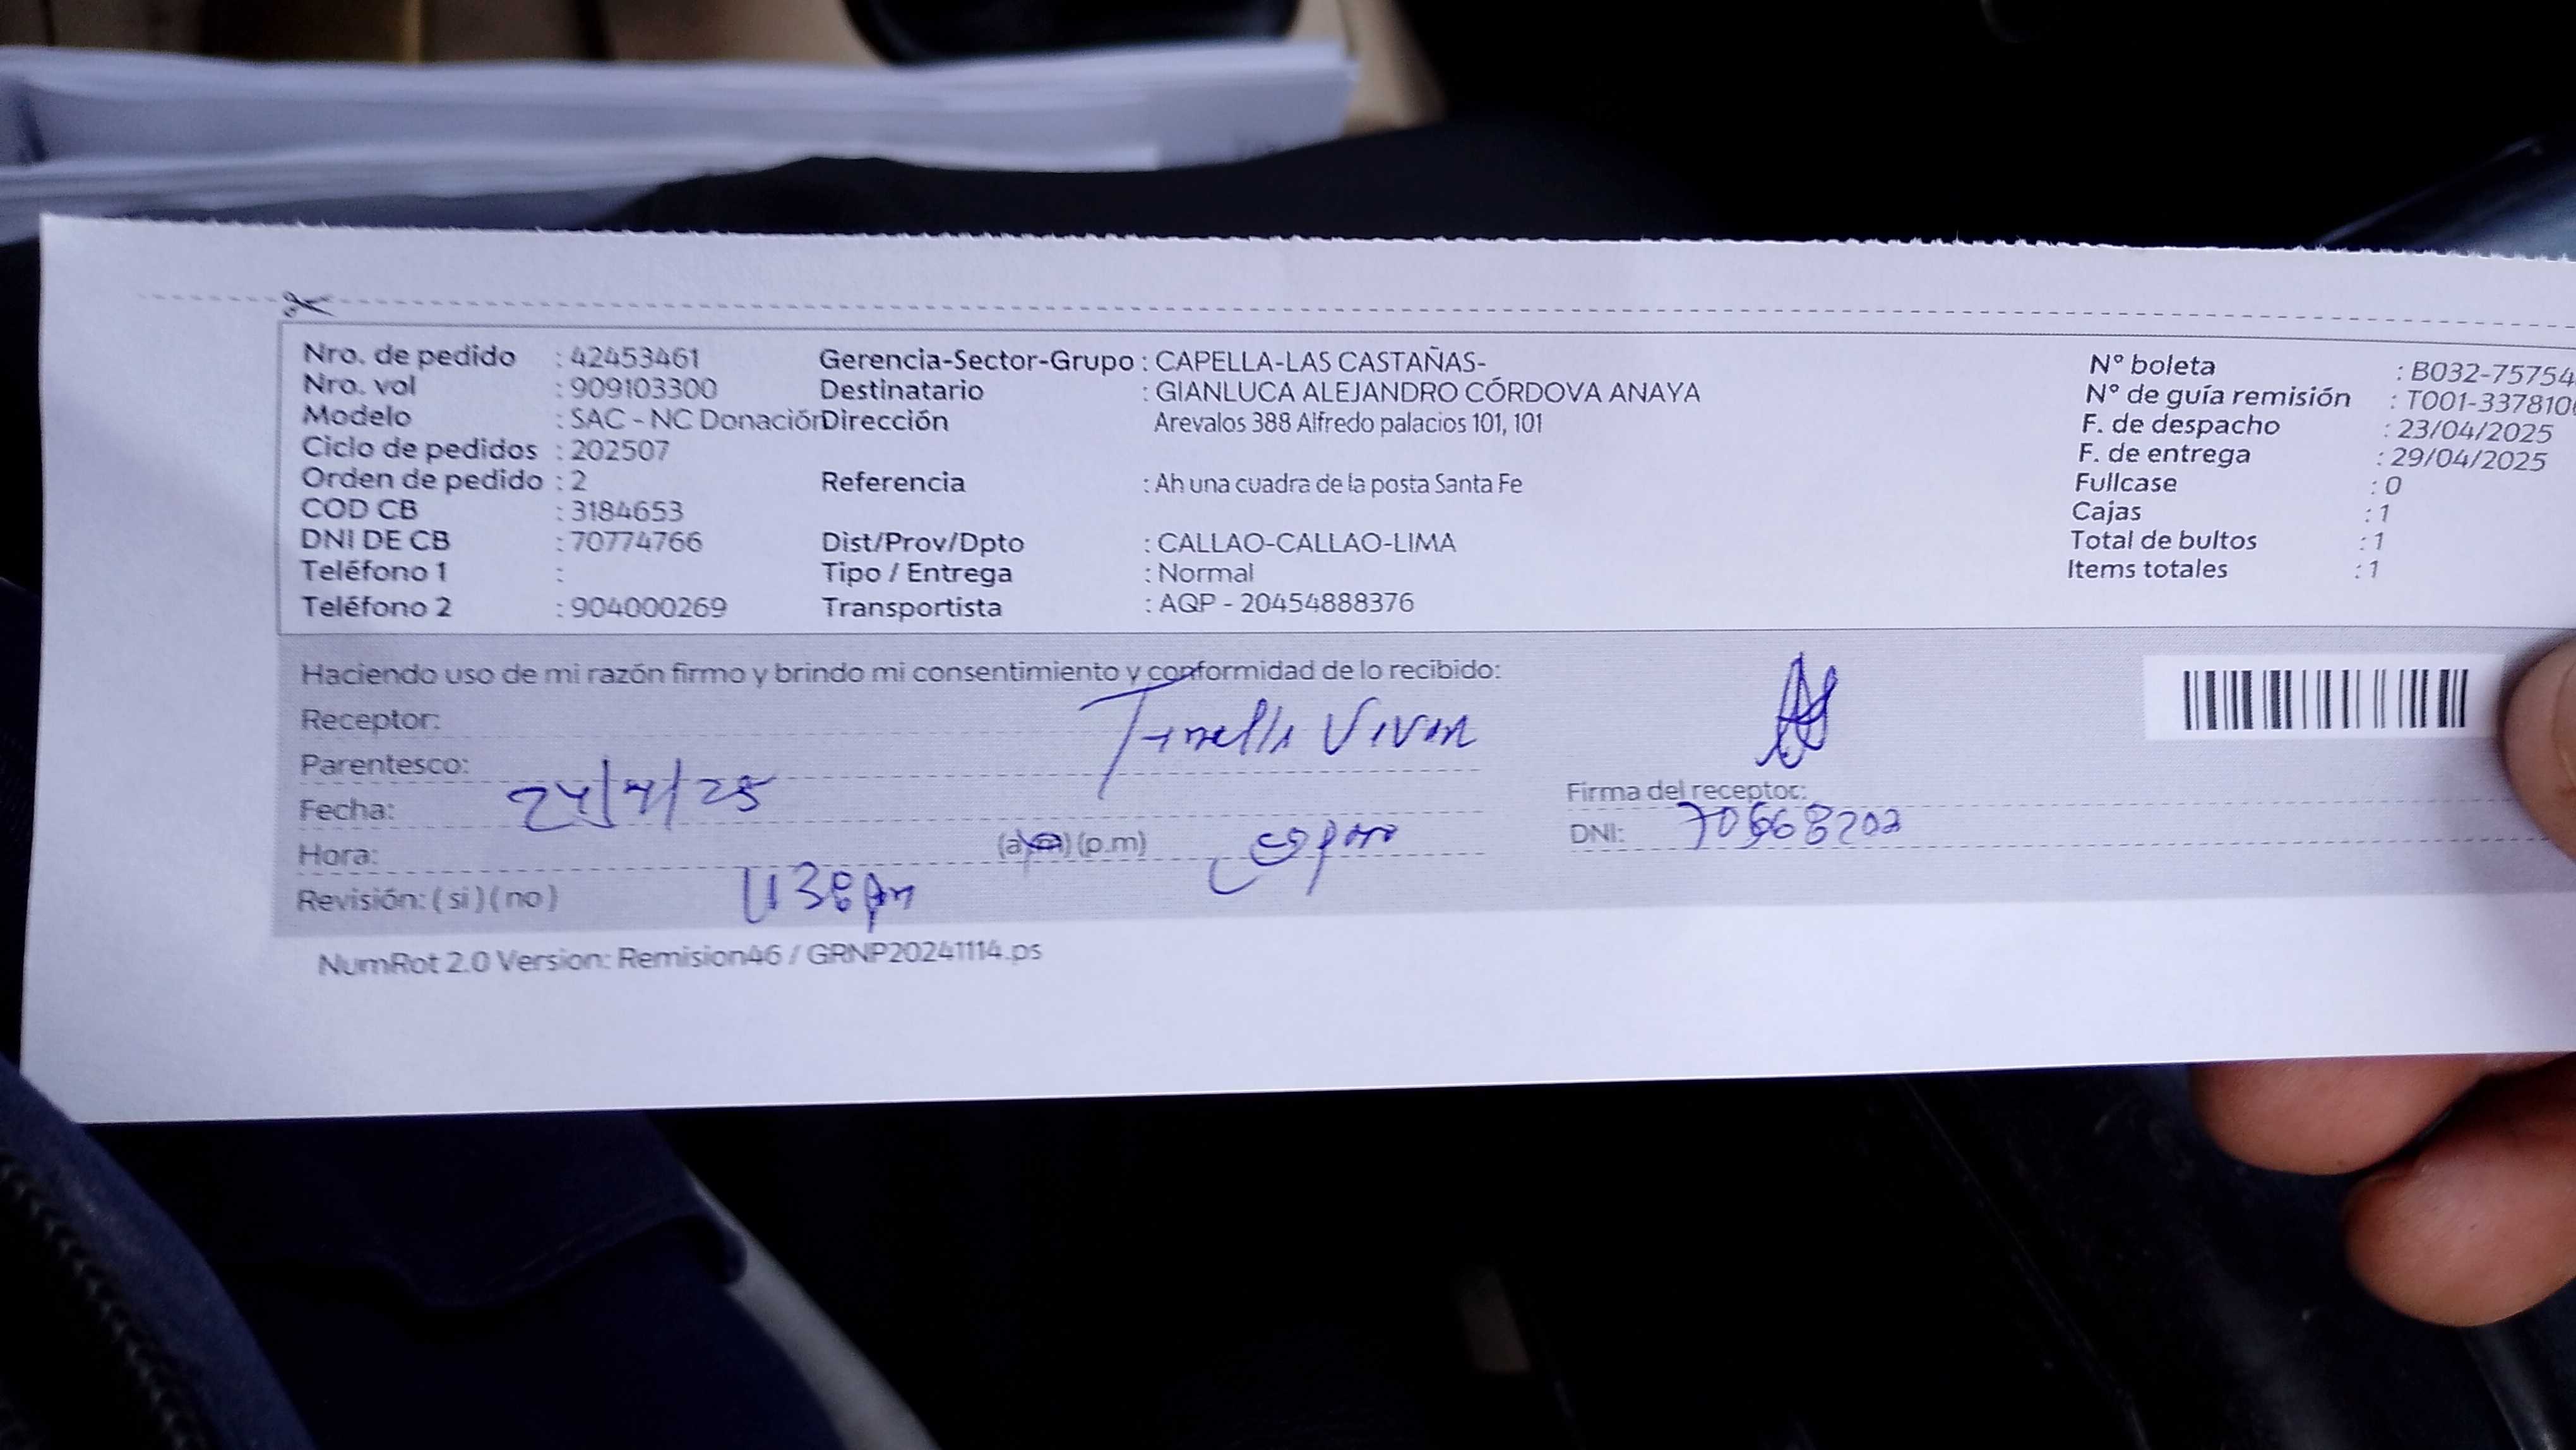 Nro. de pedido : 42453461 Gerencia-Sector-Grupo : CAPELLA-LAS CASTAÑAS- N° boleta : B032-75754
Nro. vol : 909103300 Destinatario : GIANLUCA ALEJANDRO CÓRDOVA ANAYA N° de guía remisión : T001-337810
Modelo : SAC - NC Donación Dirección Arevalos 388 Alfredo palacios 101, 101 F. de despacho : 23/04/2025
Ciclo de pedidos : 202507 F. de entrega : 29/04/2025
Orden de pedido : 2 Referencia : Ah una cuadra de la posta Santa Fe Fullcase : 0
COD CB : 3184653 Cajas : 1
DNI DE CB : 70774766 Dist/Prov/Dpto : CALLAO-CALLAO-LIMA Total de bultos : 1
Teléfono 1 : Tipo / Entrega : Normal Items totales : 1
Teléfono 2 : 904000269 Transportista : AQP - 20454888376
Haciendo uso de mi razón firmo y brindo mi consentimiento y conformidad de lo recibido:
Receptor:
Parentesco:
Fecha: 24/4/25 Firma del receptor:
Hora: (a.m) (p.m) DNI:
Revisión: ( si ) ( no )
NumRot 2.0 Version: Remision46 / GRNP20241114.ps